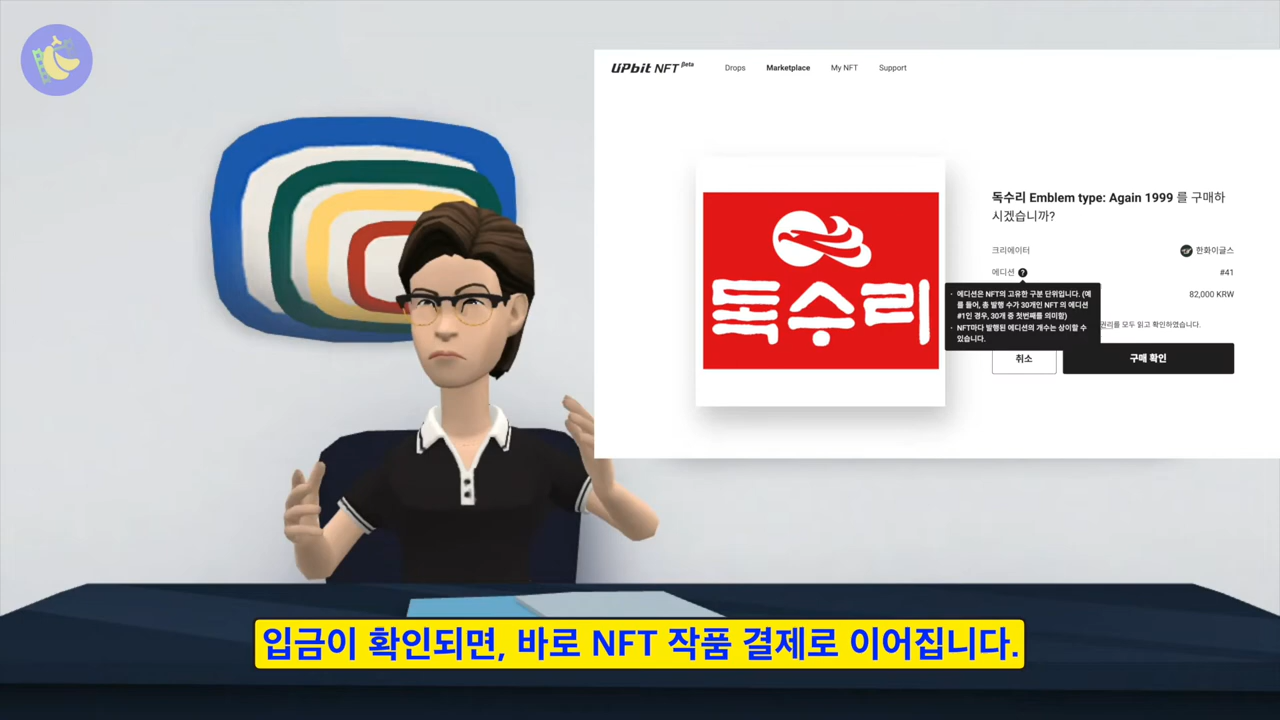 UPbit NFT Beta
Drops Marketplace My NFT Support
독수리
독수리 Emblem type: Again 1999 를 구매하
시겠습니까?
크리에이터 한화이글스
에디션 ? #41
82,000 KRW
· 에디션은 NFT의 고유한 구분 단위입니다. (예
를 들어, 총 발행 수가 30개인 NFT 의 에디션
#1인 경우, 30개 중 첫번째를 의미함)
· NFT마다 발행된 에디션의 개수는 상이할 수
있습니다.
권리를 모두 읽고 확인하였습니다.
취소 구매 확인
입금이 확인되면, 바로 NFT 작품 결제로 이어집니다.